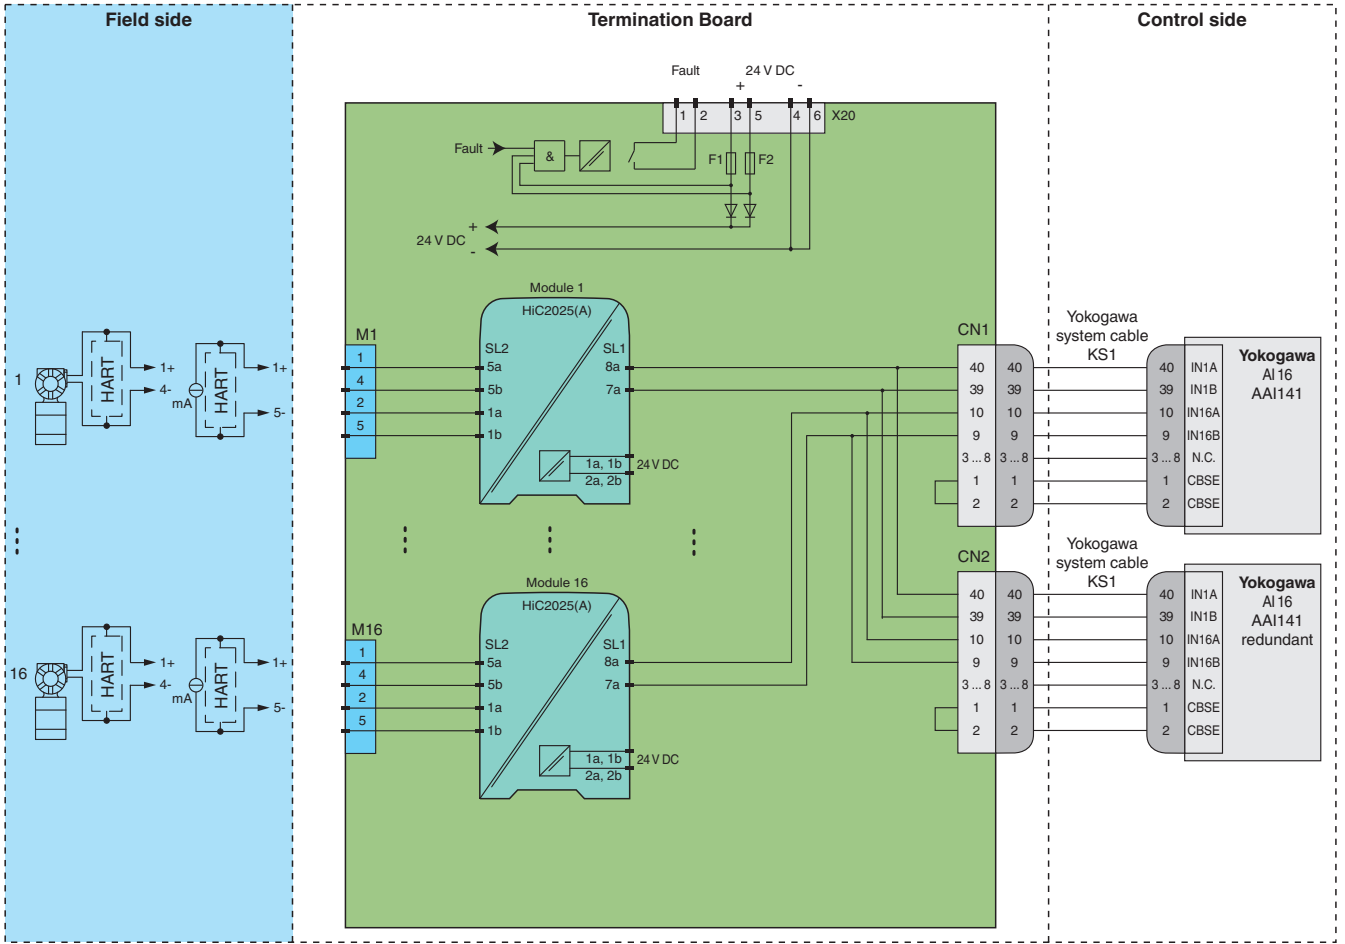 Field side
Termination Board
Control side
Fault
24 V DC
+
-
1 2 3 5 4 6 X20
Fault
&
F1
F2
+
24 V DC
-
Module 1
HiC2025(A)
M1
1
4
2
5
SL2
5a
5b
1a
1b
SL1
8a
7a
1a, 1b
2a, 2b
24 V DC
1
HART
1+
4-
mA
HART
1+
5-
CN1
40 40
39 39
10 10
9 9
3 ... 8 3 ... 8
1 1
2 2
Yokogawa
system cable
KS1
40 IN1A
39 IN1B
10 IN16A
9 IN16B
3 ... 8 N.C.
1 CBSE
2 CBSE
Yokogawa
AI 16
AAI141
Module 16
HiC2025(A)
M16
1
4
2
5
SL2
5a
5b
1a
1b
SL1
8a
7a
1a, 1b
2a, 2b
24 V DC
16
HART
1+
4-
mA
HART
1+
5-
CN2
40 40
39 39
10 10
9 9
3 ... 8 3 ... 8
1 1
2 2
Yokogawa
system cable
KS1
40 IN1A
39 IN1B
10 IN16A
9 IN16B
3 ... 8 N.C.
1 CBSE
2 CBSE
Yokogawa
AI 16
AAI141
redundant